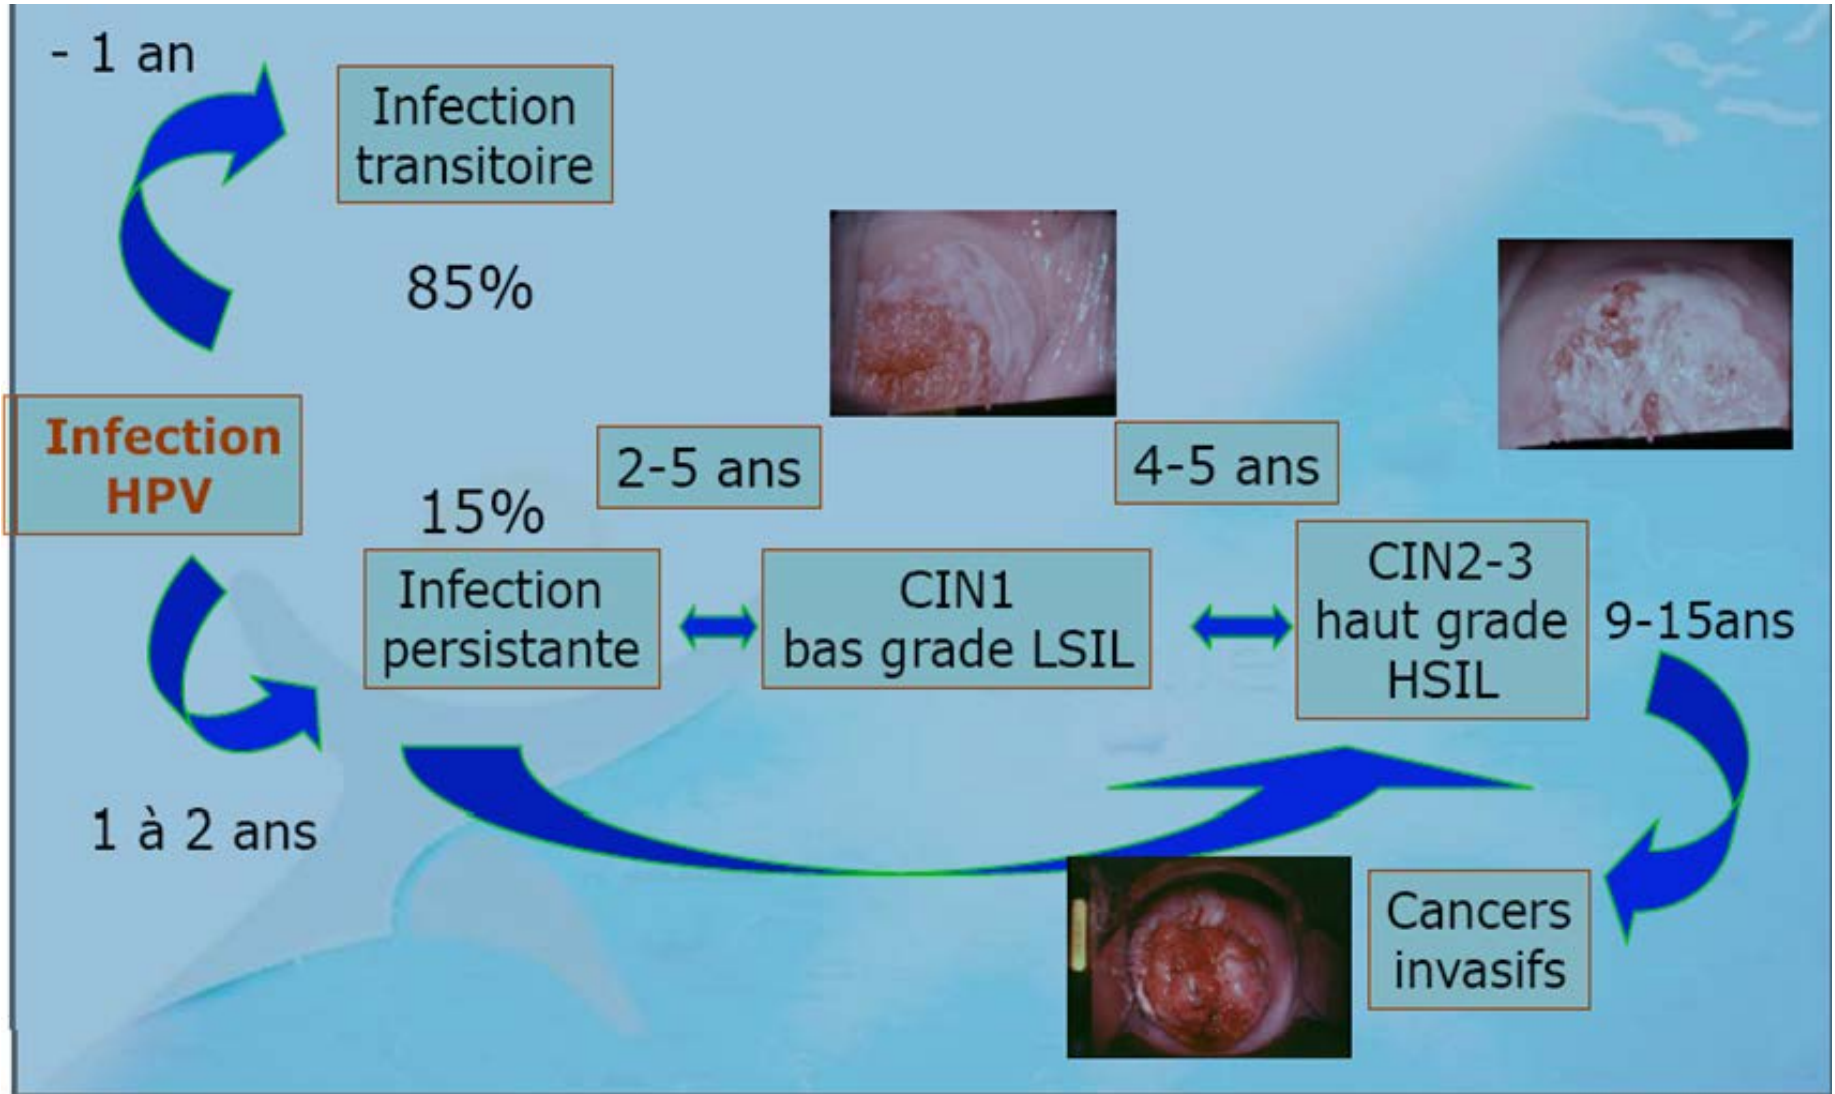 - 1 an
Infection
transitoire
85%
Infection
HPV
15%
Infection
persistante
1 à 2 ans
2-5 ans
CIN1
bas grade LSIL
4-5 ans
CIN2-3
haut grade
HSIL
9-15ans
Cancers
invasifs